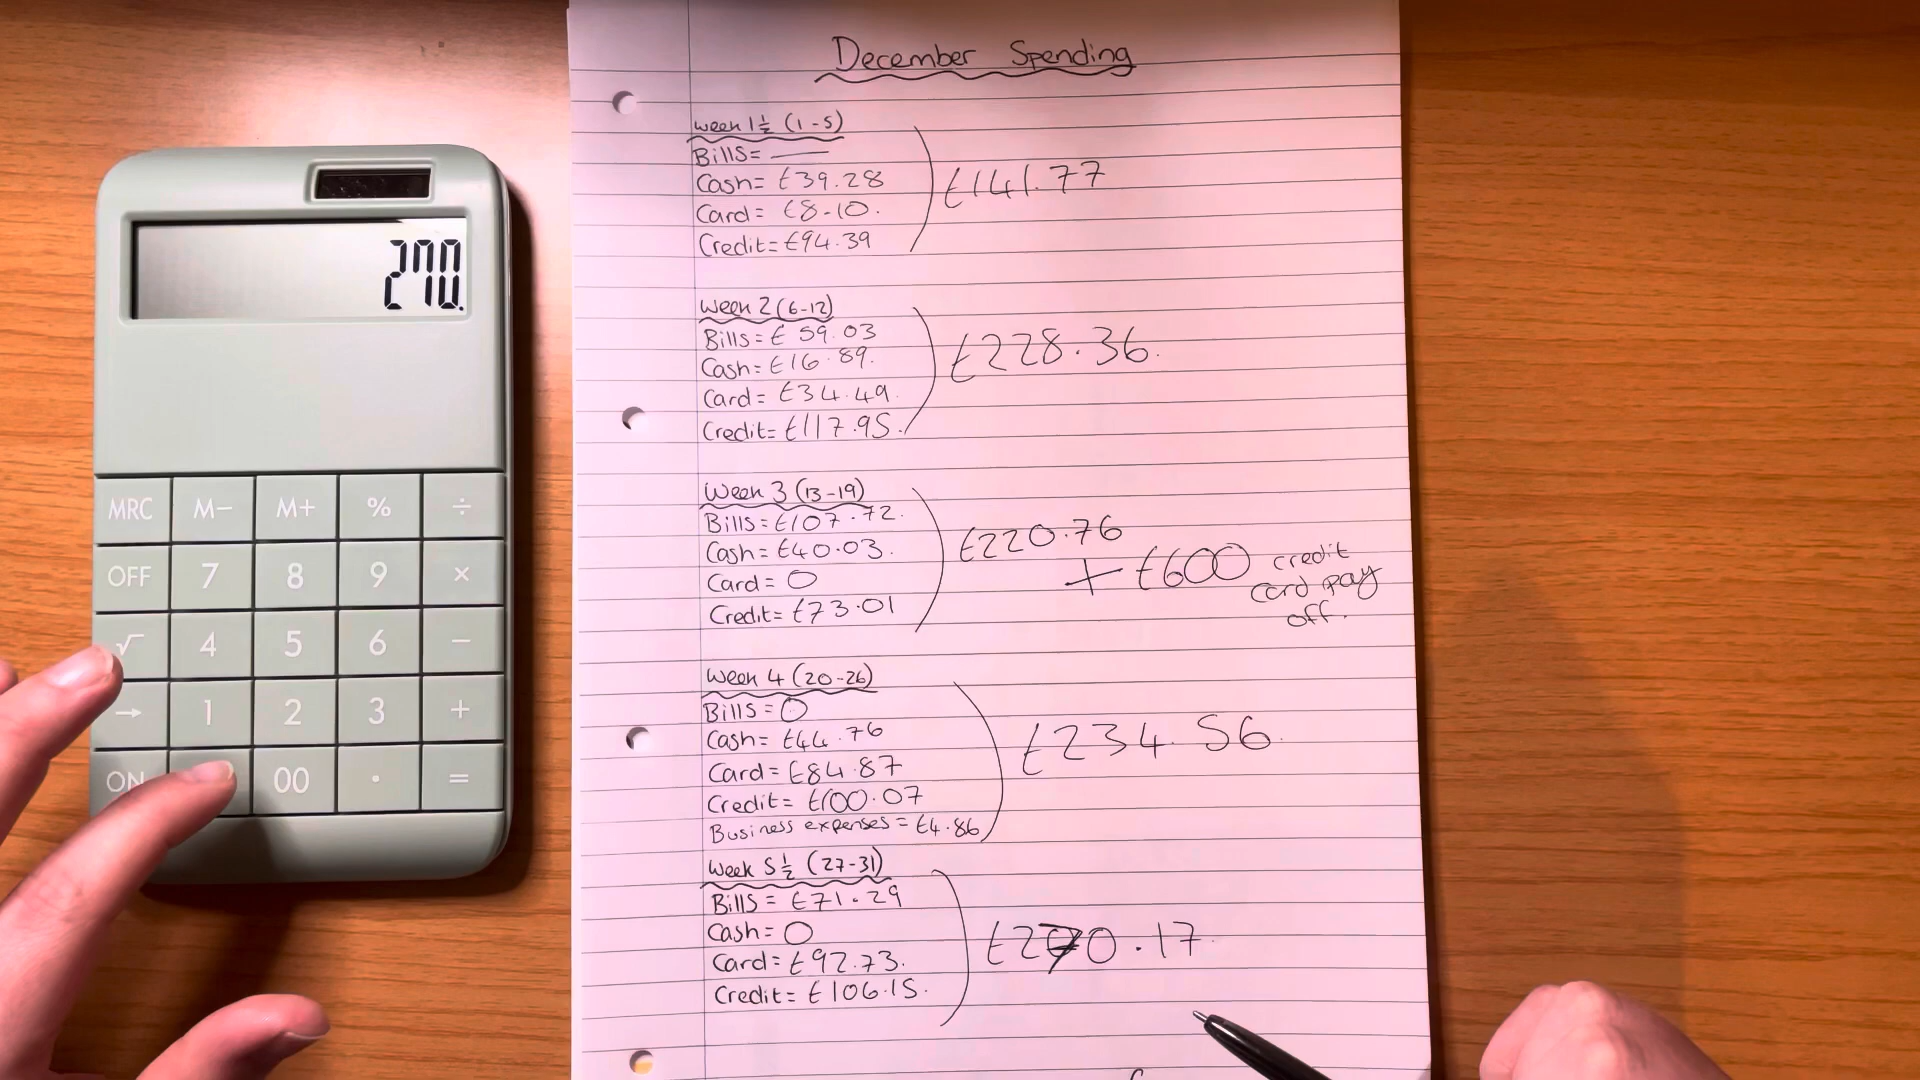 December Spending
Week 1½ (1-5)
Bills= —
Cash= £39.28
Card= £8.10.
Credit= £94.39
£141.77
Week 2 (6-12)
Bills= £59.03
Cash= £16.89.
Card= £34.49.
Credit= £117.95.
£228.36.
Week 3 (13-19)
Bills= £107.72.
Cash= £40.03.
Card= 0
Credit= £73.01
£220.76
+ £600 credit
card pay
off.
Week 4 (20-26)
Bills = 0
Cash= £44.76
Card= £84.87
Credit= £100.07
Business expenses = £4.86
£234.56.
Week 5½ (27-31)
Bills = £71.29
Cash= 0
Card= £92.73.
Credit= £106.15.
£270.17.
270.
MRC M− M+ % ÷
OFF 7 8 9 ×
√ 4 5 6 −
→ 1 2 3 +
ON 00 · =